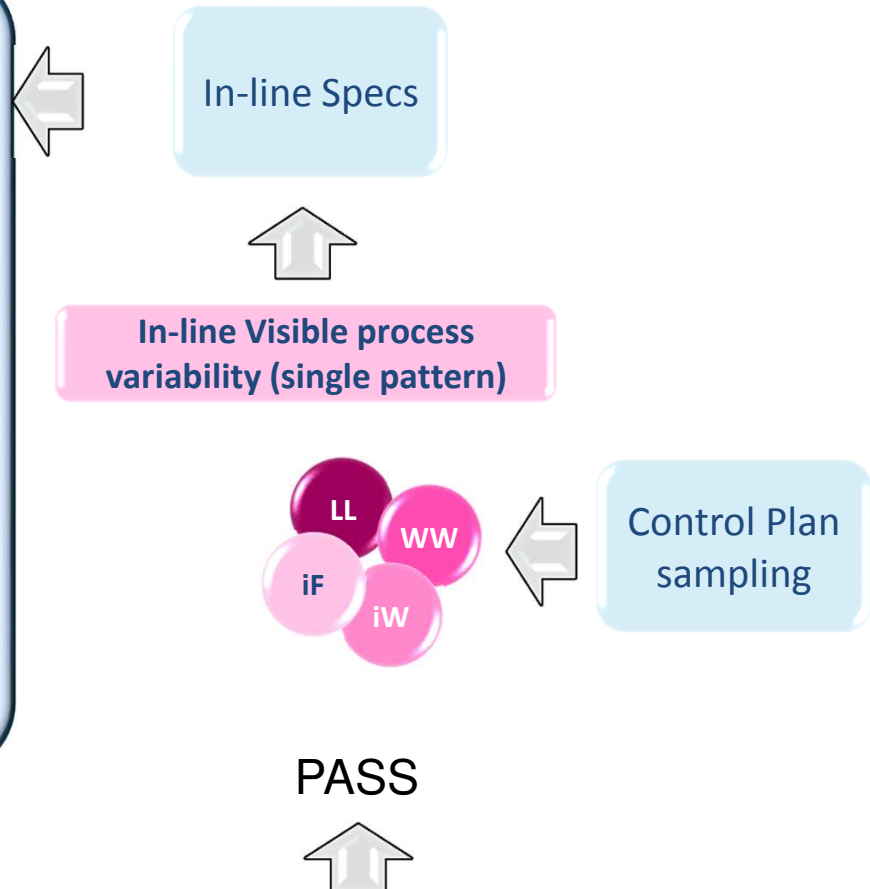 In-line Specs
In-line Visible process
variability (single pattern)
LL
WW
iF
iW
Control Plan
sampling
PASS